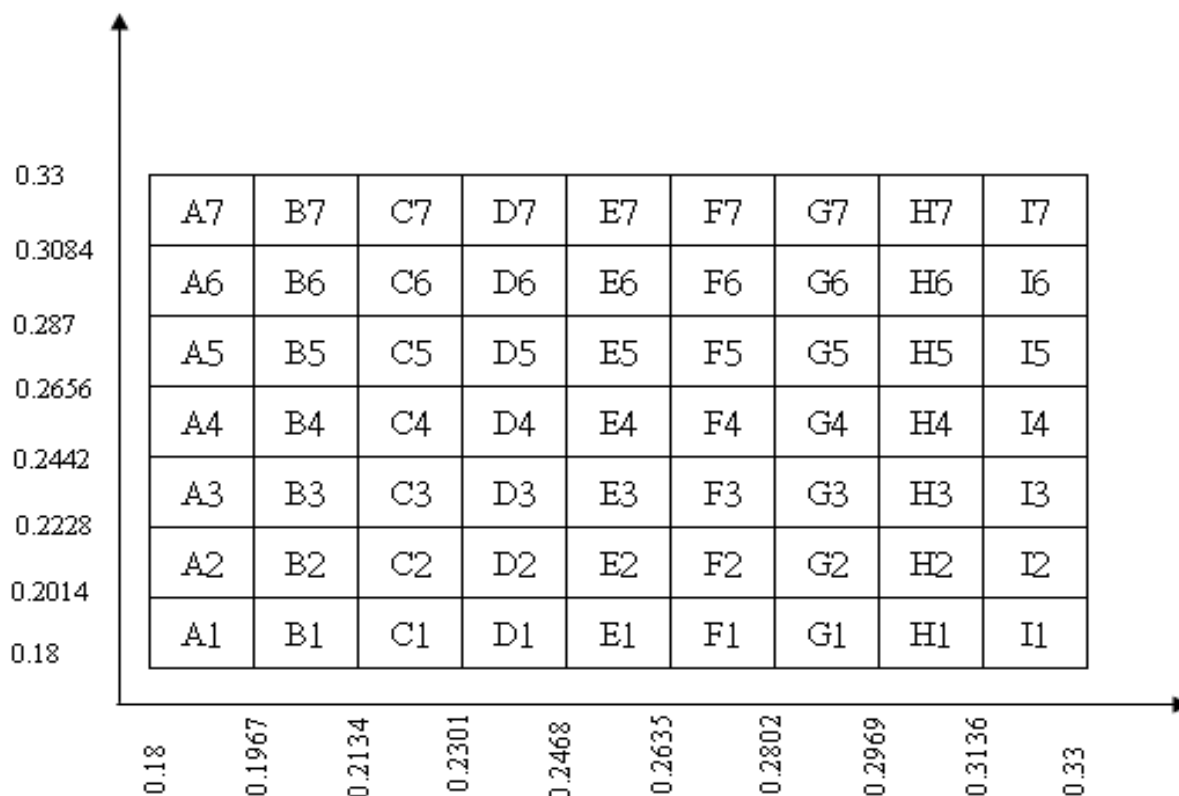 0.33
A7 B7 C7 D7 E7 F7 G7 H7 I7
0.3084
A6 B6 C6 D6 E6 F6 G6 H6 I6
0.287
A5 B5 C5 D5 E5 F5 G5 H5 I5
0.2656
A4 B4 C4 D4 E4 F4 G4 H4 I4
0.2442
A3 B3 C3 D3 E3 F3 G3 H3 I3
0.2228
A2 B2 C2 D2 E2 F2 G2 H2 I2
0.2014
A1 B1 C1 D1 E1 F1 G1 H1 I1
0.18
0.18 0.1967 0.2134 0.2301 0.2468 0.2635 0.2802 0.2969 0.3136 0.33